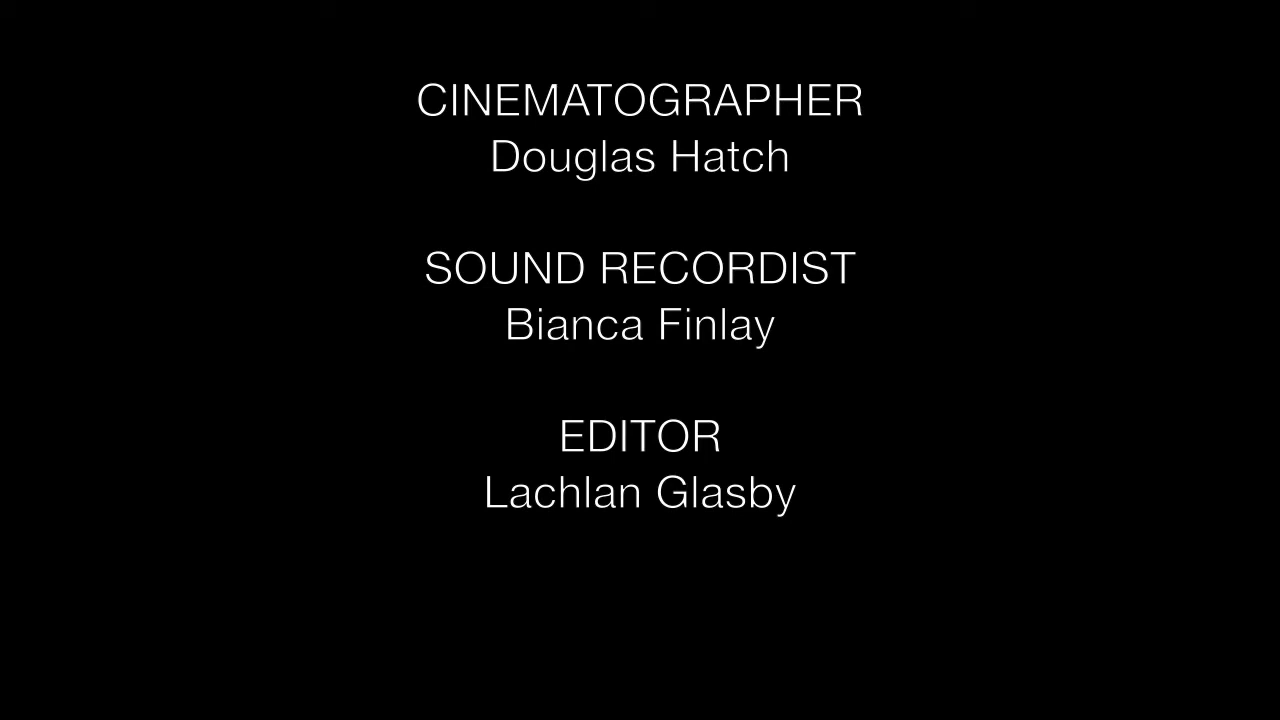 CINEMATOGRAPHER
Douglas Hatch
SOUND RECORDIST
Bianca Finlay
EDITOR
Lachlan Glasby